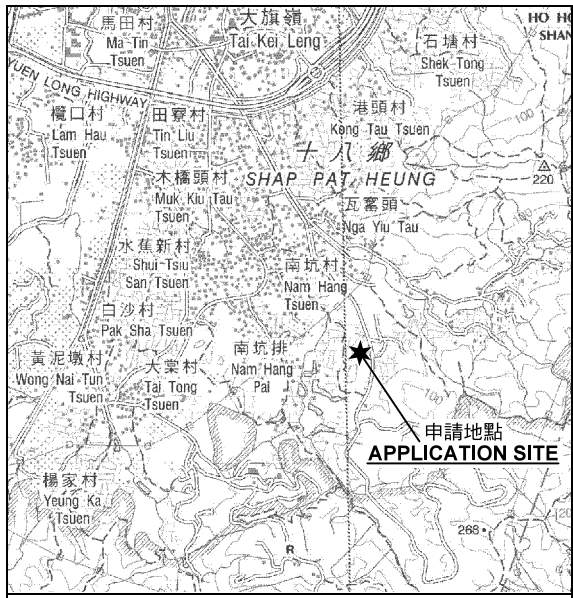 馬田村
Ma Tin
Tsuen
大旗嶺
Tai Kei Leng
石塘村
Shek Tong
Tsuen
HO H
SHAN
YUEN LONG HIGHWAY
欖口村
Lam Hau
Tsuen
田寮村
Tin Liu
Tsuen
港頭村
Kong Tau Tsuen
100
十八鄉
SHAP PAT HEUNG
220
木橋頭村
Muk Kiu Tau
Tsuen
瓦窰頭
Nga Yiu Tau
水蕉新村
Shui Tsiu
San Tsuen
南坑村
Nam Hang
Tsuen
白沙村
Pak Sha Tsuen
黃泥墩村
Wong Nai Tun
Tsuen
大棠村
Tai Tong
Tsuen
南坑排
Nam Hang
Pai
申請地點
APPLICATION SITE
楊家村
Yeung Ka
Tsuen
R
268